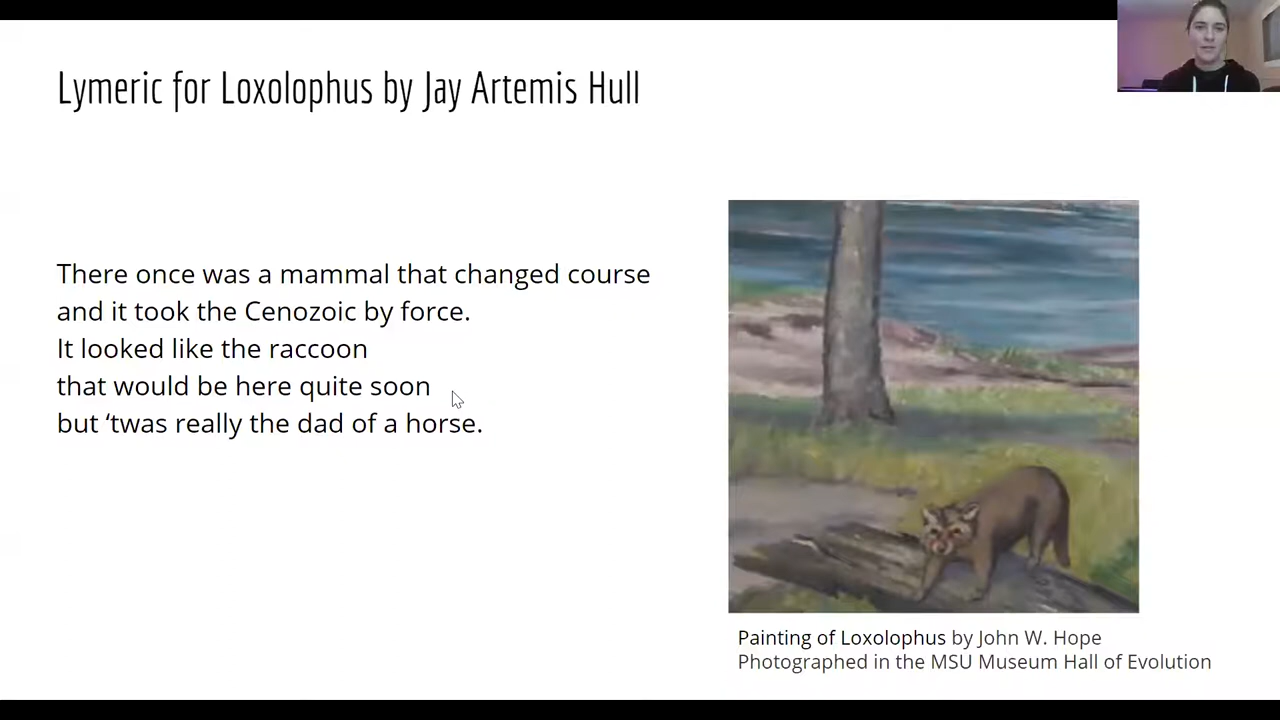 Lymeric for Loxolophus by Jay Artemis Hull
There once was a mammal that changed course
and it took the Cenozoic by force.
It looked like the raccoon
that would be here quite soon
but ‘twas really the dad of a horse.
Painting of Loxolophus by John W. Hope
Photographed in the MSU Museum Hall of Evolution